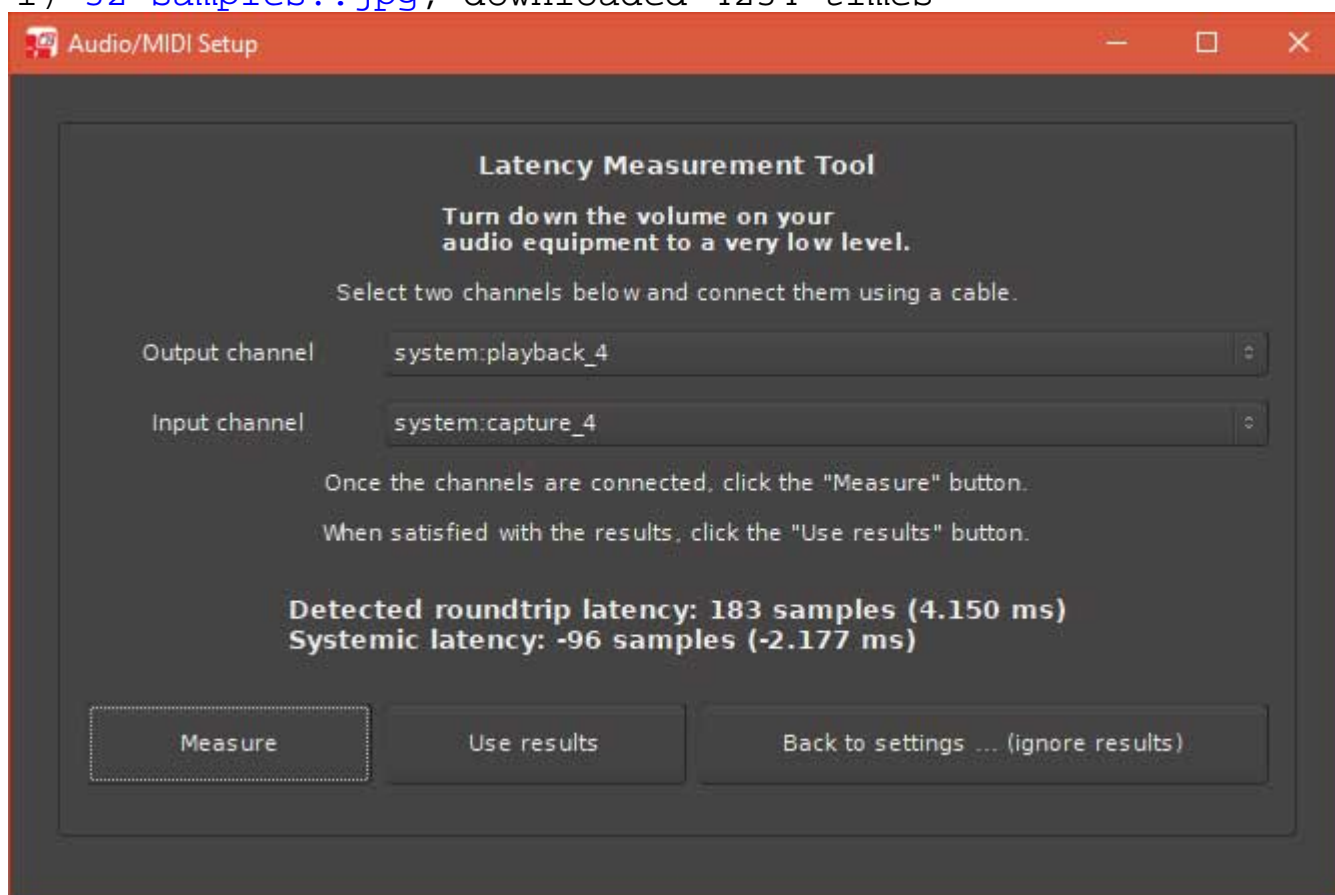 Audio/MIDI Setup
Latency Measurement Tool
Turn down the volume on your
audio equipment to a very low level.
Select two channels below and connect them using a cable.
Output channel system:playback_4
Input channel system:capture_4
Once the channels are connected, click the "Measure" button.
When satisfied with the results, click the "Use results" button.
Detected roundtrip latency: 183 samples (4.150 ms)
Systemic latency: -96 samples (-2.177 ms)
Measure Use results Back to settings ... (ignore results)